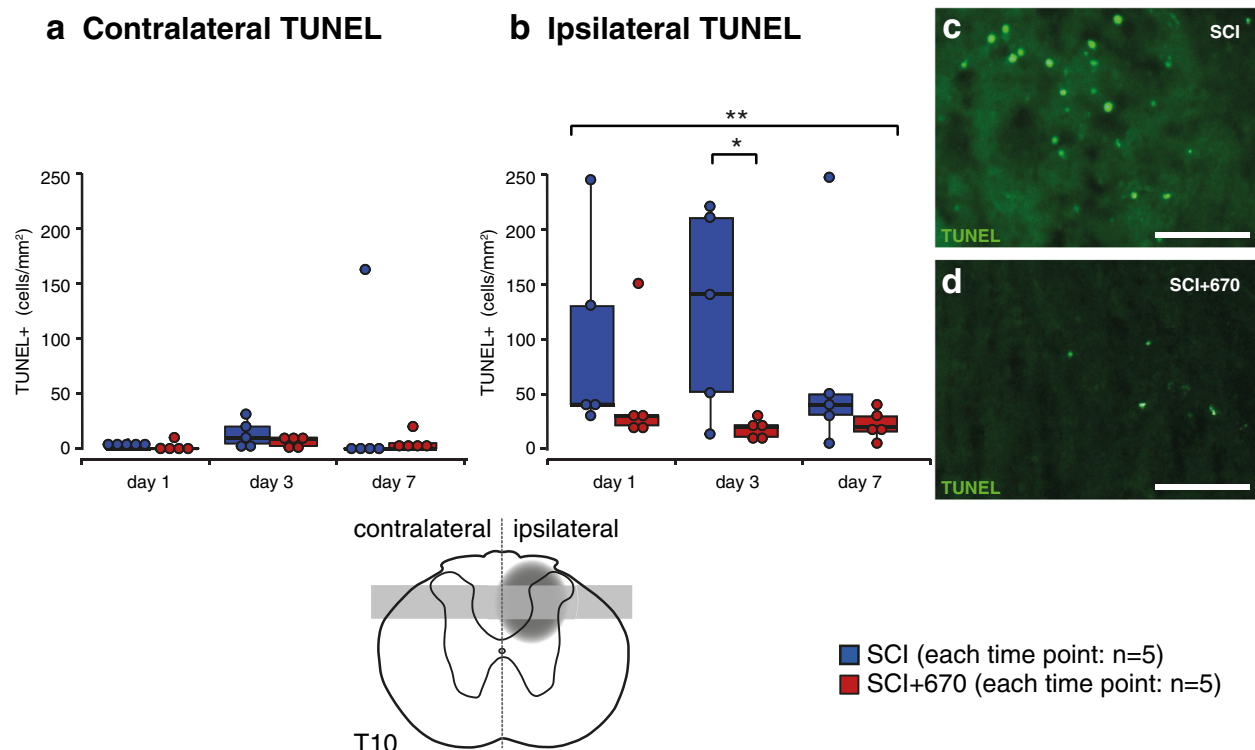 a Contralateral TUNEL
TUNEL+ (cells/mm²)
250
200
150
100
50
0
day 1
day 3
day 7
b Ipsilateral TUNEL
**
*
TUNEL+ (cells/mm²)
250
200
150
100
50
0
day 1
day 3
day 7
c
SCI
TUNEL
d
SCI+670
TUNEL
contralateral
ipsilateral
T10
SCI (each time point: n=5)
SCI+670 (each time point: n=5)